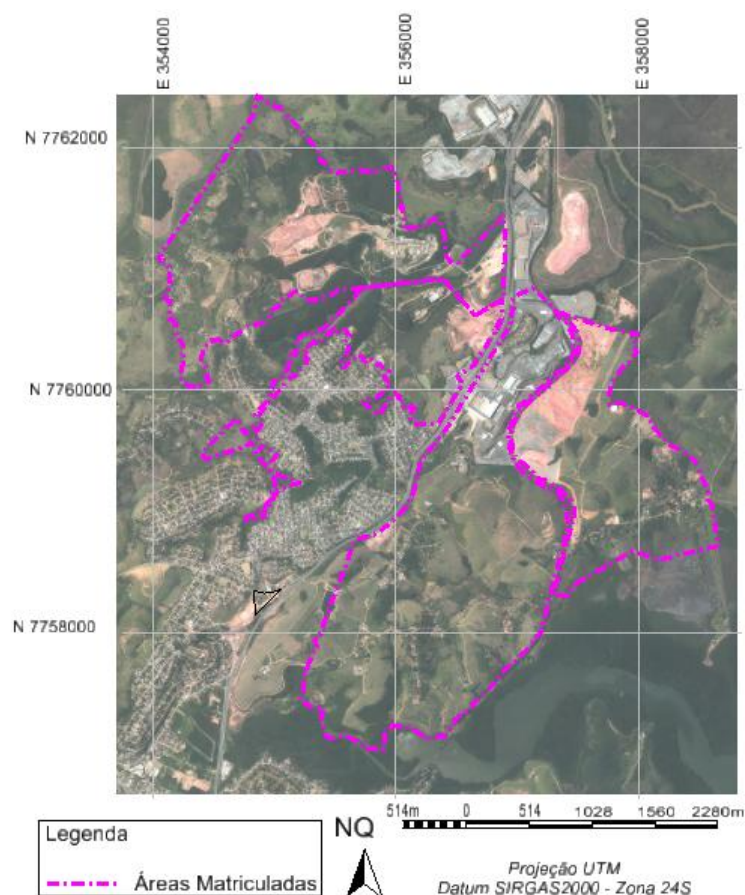 E 354000
E 356000
E 358000
N 7762000
N 7760000
N 7758000
Legenda
Áreas Matriculadas
NQ
514m 0 514 1028 1560 2280m
Projeção UTM
Datum SIRGAS2000 - Zona 24S